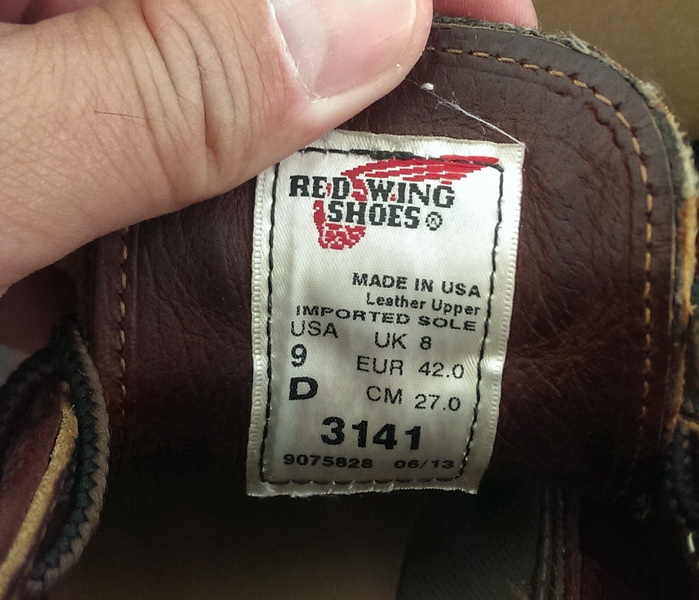 RED WING
SHOES®
MADE IN USA
Leather Upper
IMPORTED SOLE
USA UK 8
9 EUR 42.0
D CM 27.0
3141
9075828 06/13